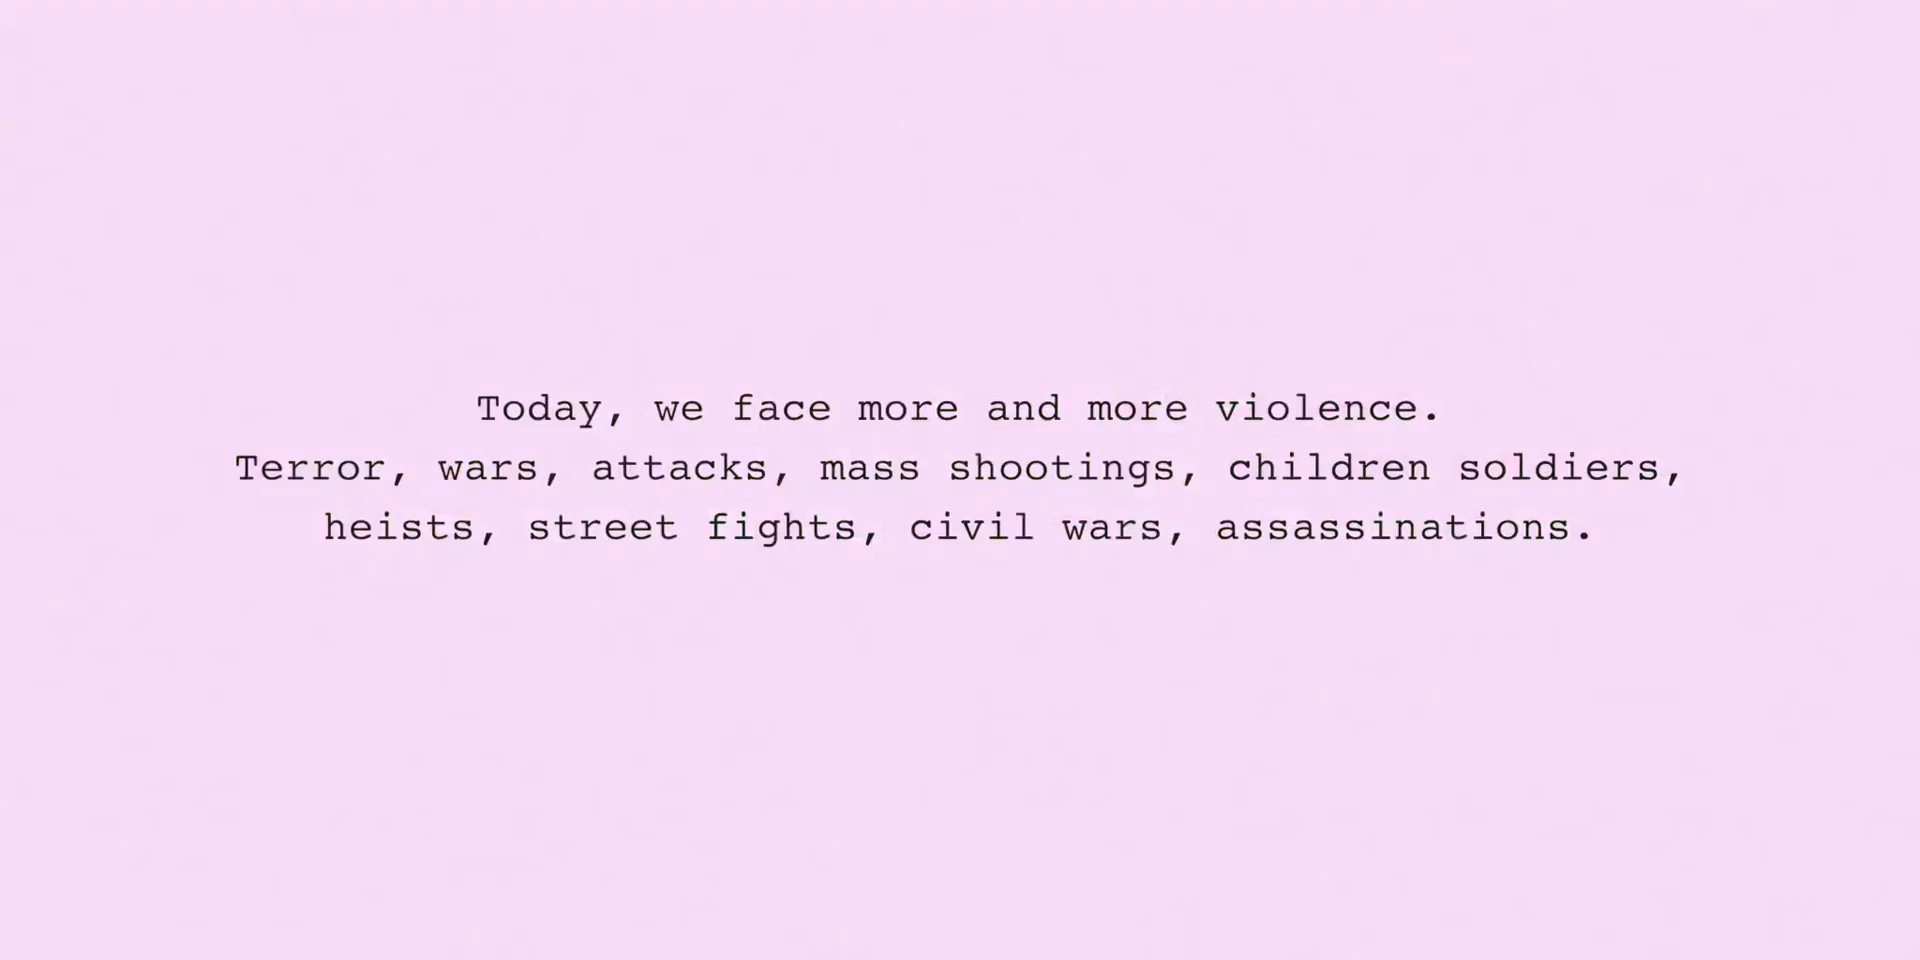 Today, we face more and more violence.
Terror, wars, attacks, mass shootings, children soldiers,
heists, street fights, civil wars, assassinations.